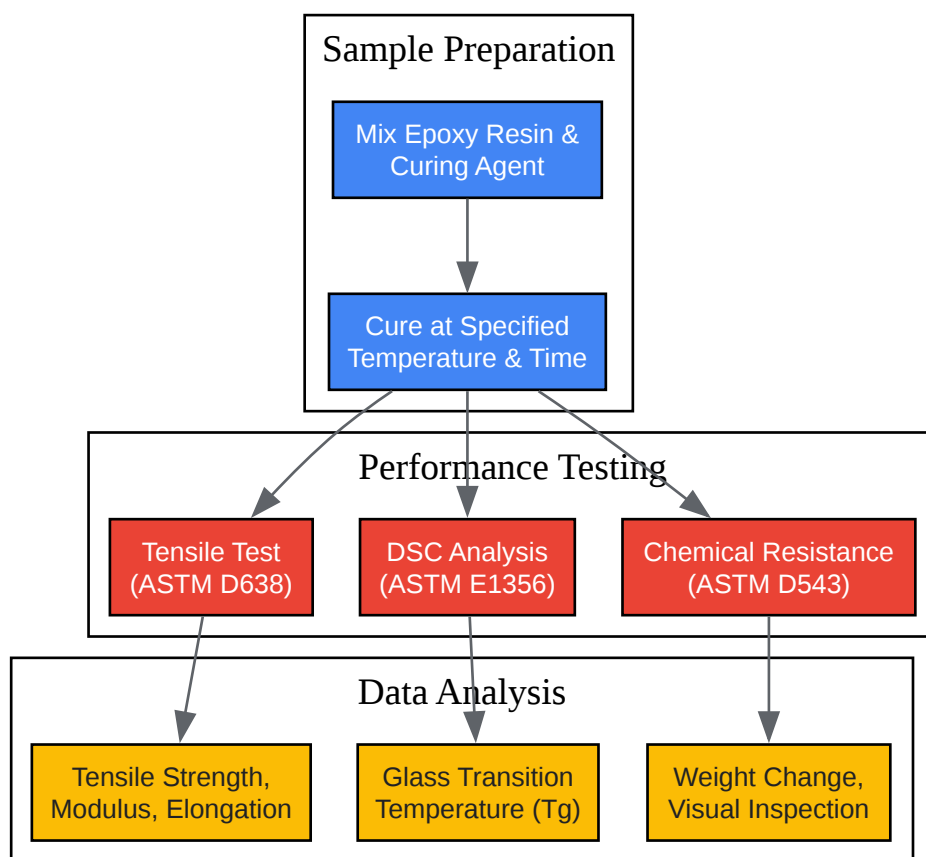 Sample Preparation
Mix Epoxy Resin &
Curing Agent
Cure at Specified
Temperature & Time
Performance Testing
Tensile Test
(ASTM D638)
DSC Analysis
(ASTM E1356)
Chemical Resistance
(ASTM D543)
Data Analysis
Tensile Strength,
Modulus, Elongation
Glass Transition
Temperature (Tg)
Weight Change,
Visual Inspection